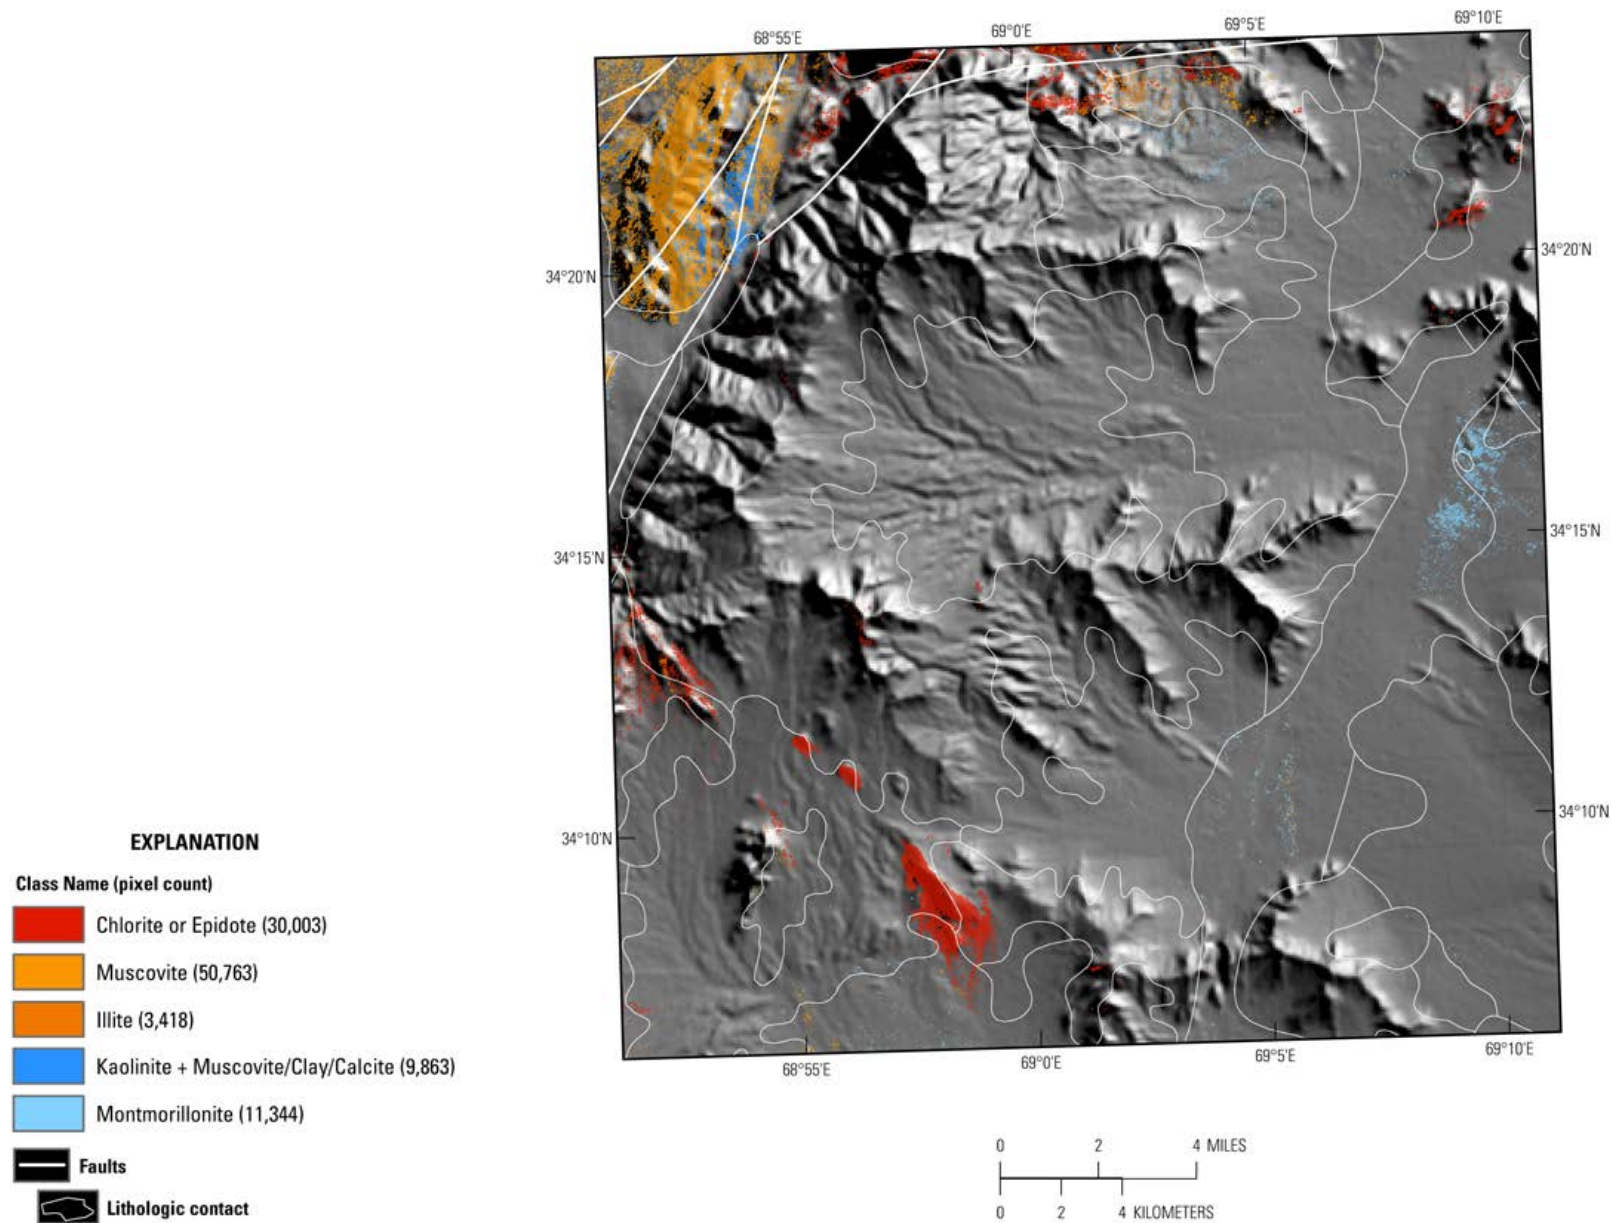 68°55'E
69°0'E
69°5'E
69°10'E
34°20'N
34°20'N
34°15'N
34°15'N
34°10'N
34°10'N
68°55'E
69°0'E
69°5'E
69°10'E
EXPLANATION
Class Name (pixel count)
Chlorite or Epidote (30,003)
Muscovite (50,763)
Illite (3,418)
Kaolinite + Muscovite/Clay/Calcite (9,863)
Montmorillonite (11,344)
Faults
Lithologic contact
0 2 4 MILES
0 2 4 KILOMETERS